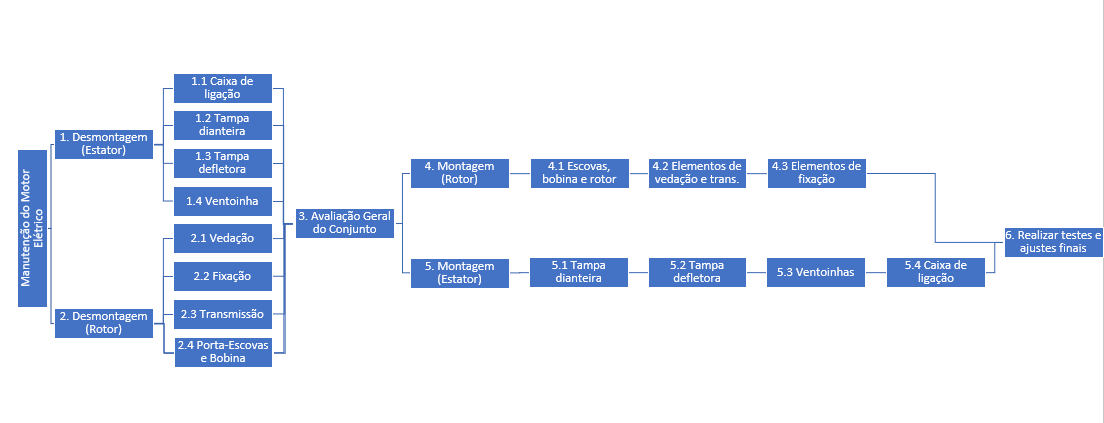 Manutenção do Motor
Elétrico
1. Desmontagem
(Estator)
1.1 Caixa de
ligação
1.2 Tampa
dianteira
1.3 Tampa
defletora
1.4 Ventoinha
2. Desmontagem
(Rotor)
2.1 Vedação
2.2 Fixação
2.3 Transmissão
2.4 Porta-Escovas
e Bobina
3. Avaliação Geral
do Conjunto
4. Montagem
(Rotor)
4.1 Escovas,
bobina e rotor
4.2 Elementos de
vedação e trans.
4.3 Elementos de
fixação
5. Montagem
(Estator)
5.1 Tampa
dianteira
5.2 Tampa
defletora
5.3 Ventoinhas
5.4 Caixa de
ligação
6. Realizar testes e
ajustes finais